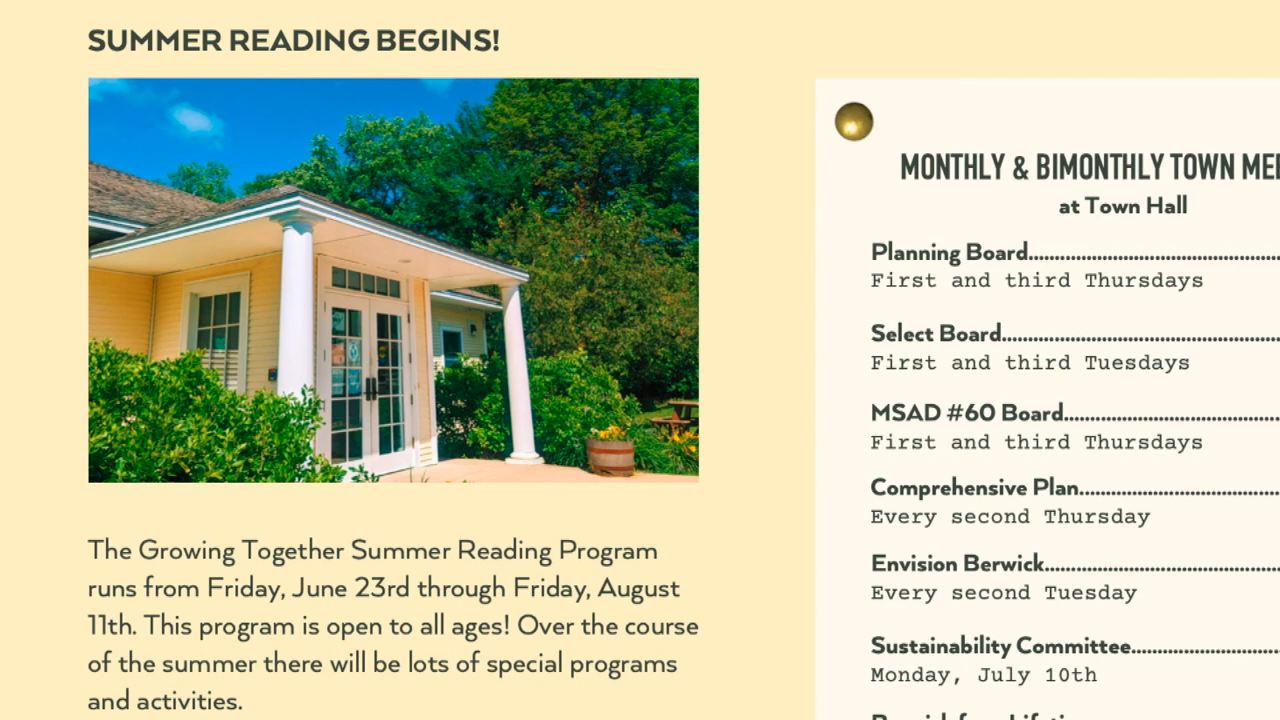 SUMMER READING BEGINS!
The Growing Together Summer Reading Program
runs from Friday, June 23rd through Friday, August
11th. This program is open to all ages! Over the course
of the summer there will be lots of special programs
and activities.
MONTHLY & BIMONTHLY TOWN
at Town Hall
Planning Board
First and third Thursdays
Select Board
First and third Tuesdays
MSAD #60 Board
First and third Thursdays
Comprehensive Plan
Every second Thursday
Envision Berwick
Every second Tuesday
Sustainability Committee
Monday, July 10th